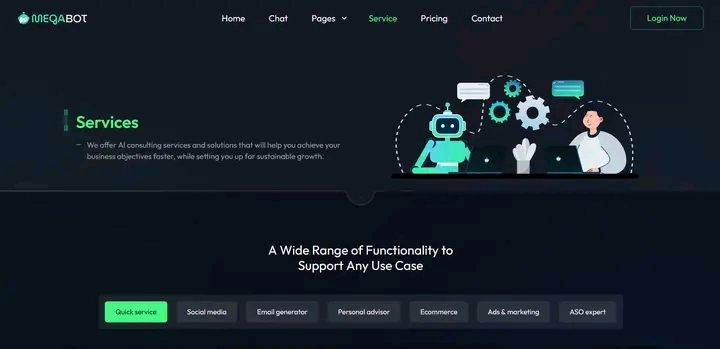 MEGABOT
Home
Chat
Pages
Service
Pricing
Contact
Login Now
Services
We offer AI consulting services and solutions that will help you achieve your
business objectives faster, while setting you up for sustainable growth.
A Wide Range of Functionality to
Support Any Use Case
Quick service
Social media
Email generator
Personal advisor
Ecommerce
Ads & marketing
ASO expert